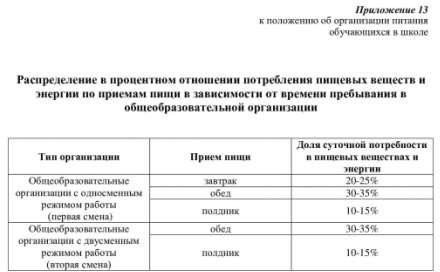 Приложение 13
к положению об организации питания
обучающихся в школе
Распределение в процентном отношении потребления пищевых веществ и
энергии по приемам пищи в зависимости от времени пребывания в
общеобразовательной организации
Тип организации Прием пищи Доля суточной потребности
в пищевых веществах и
энергии
Общеобразовательные
организации с односменным
режимом работы
(первая смена)
завтрак 20-25%
обед 30-35%
полдник 10-15%
Общеобразовательные
организации с двусменным
режимом работы
(вторая смена)
обед 30-35%
полдник 10-15%